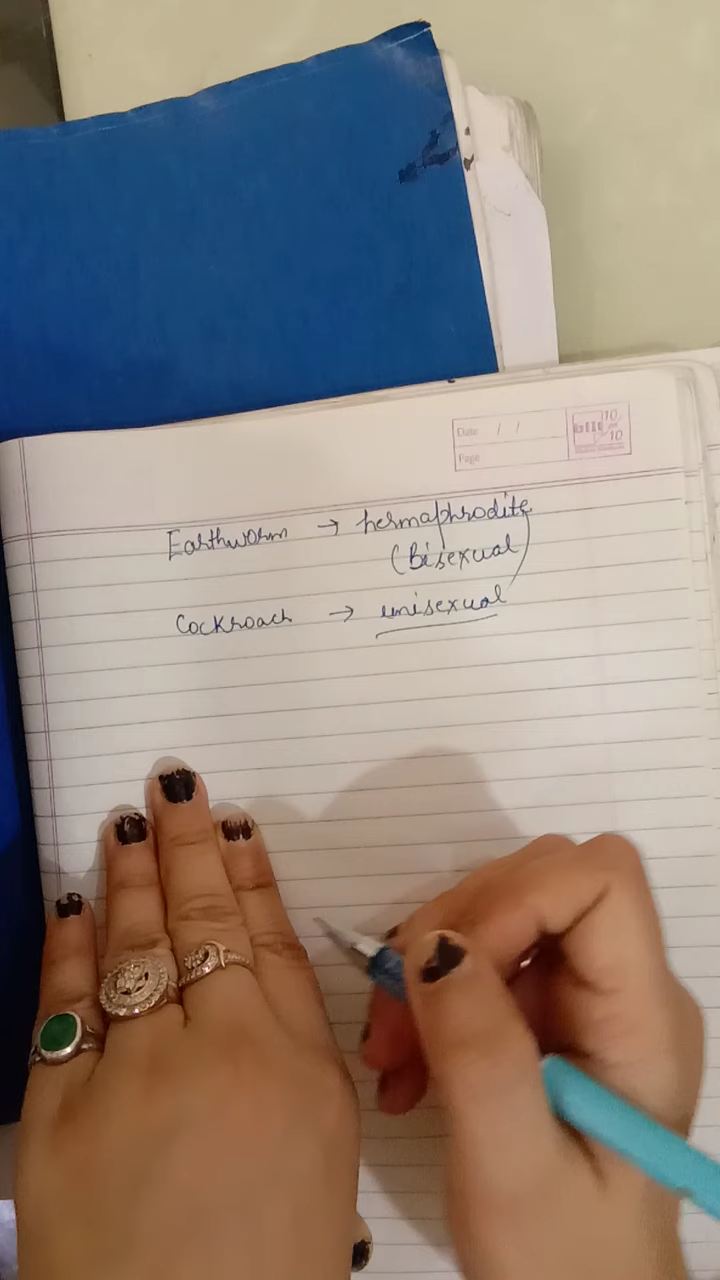 Date / /
Page
Earthworm → hermaphrodite
(Bisexual)
Cockroach → unisexual